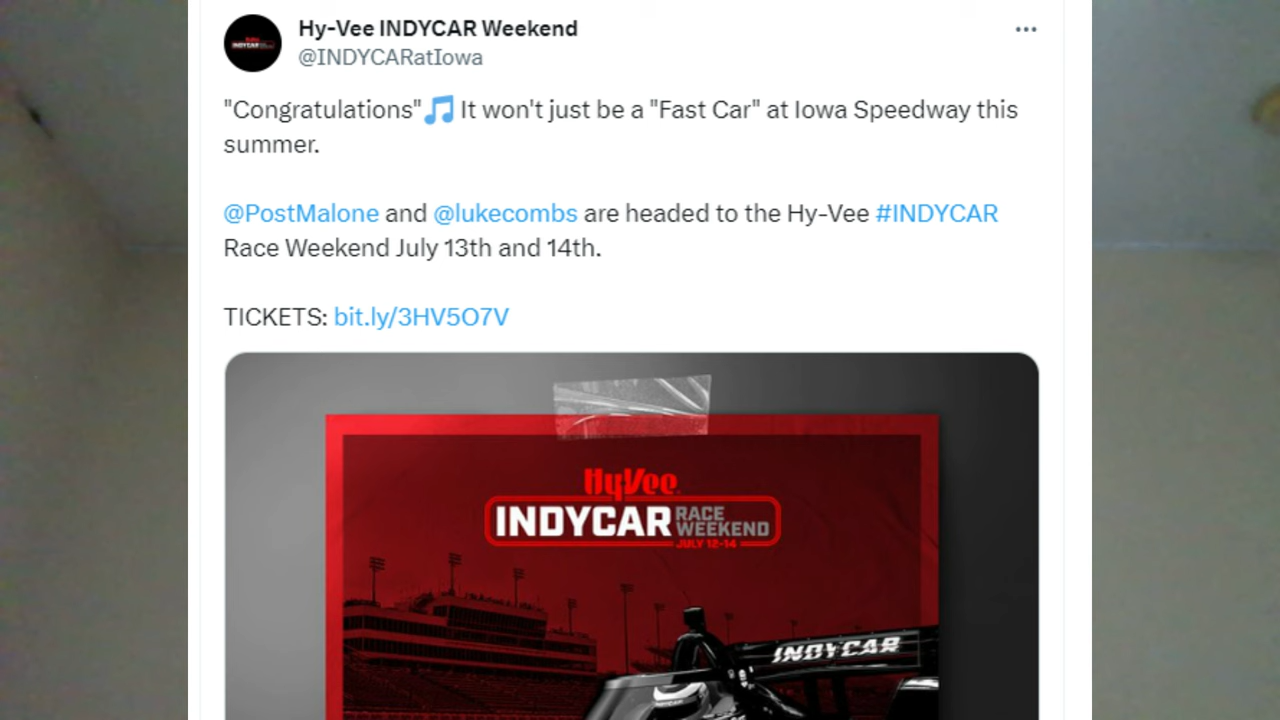 Hy-Vee INDYCAR Weekend
@INDYCARatIowa
"Congratulations"🎵 It won't just be a "Fast Car" at Iowa Speedway this
summer.
@PostMalone and @lukecombs are headed to the Hy-Vee #INDYCAR
Race Weekend July 13th and 14th.
TICKETS: bit.ly/3HV5O7V
HyVee
INDYCAR RACE
WEEKEND
JULY 12-14
INDYCAR